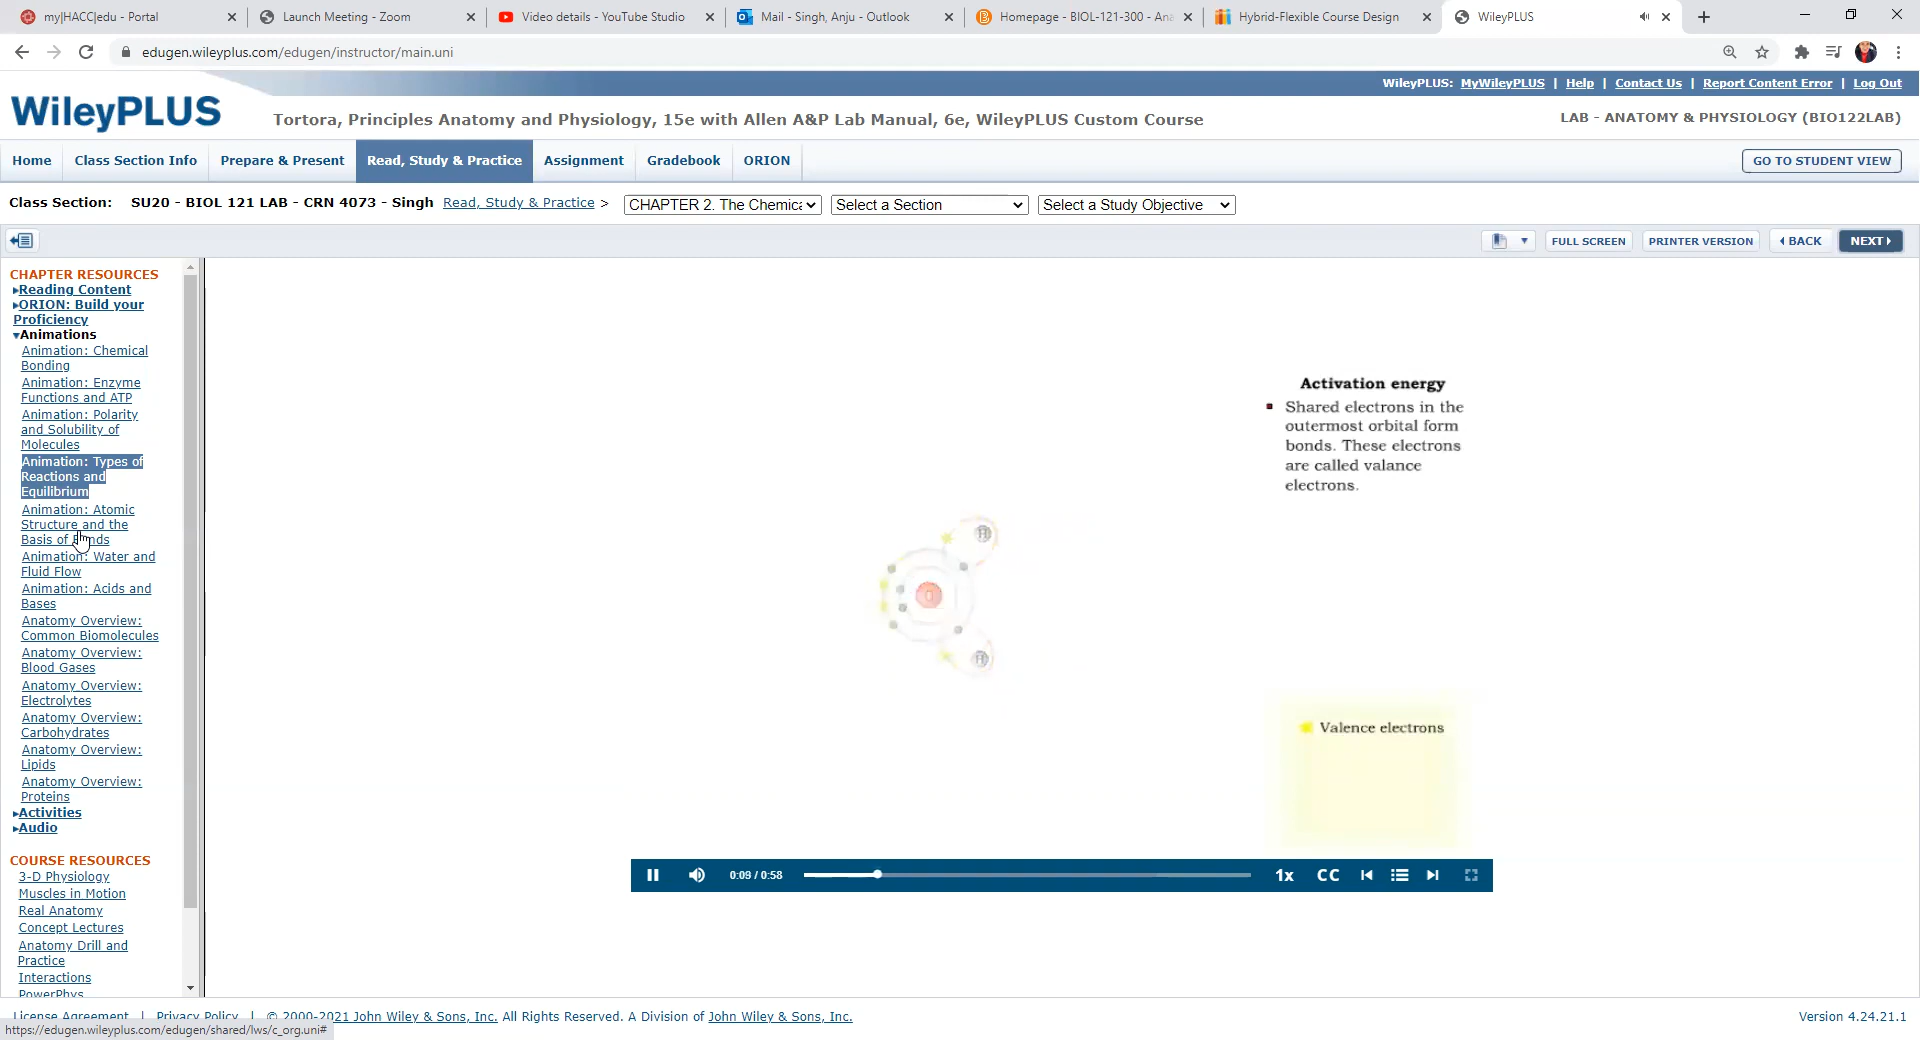 my|HACC|edu - Portal
Launch Meeting - Zoom
Video details - YouTube Studio
Mail - Singh, Anju - Outlook
Homepage - BIOL-121-300 - Ana
Hybrid-Flexible Course Design
WileyPLUS
edugen.wileyplus.com/edugen/instructor/main.uni
WileyPLUS: MyWileyPLUS | Help | Contact Us | Report Content Error | Log Out
WileyPLUS
Tortora, Principles Anatomy and Physiology, 15e with Allen A&P Lab Manual, 6e, WileyPLUS Custom Course
LAB - ANATOMY & PHYSIOLOGY (BIO122LAB)
Home
Class Section Info
Prepare & Present
Read, Study & Practice
Assignment
Gradebook
ORION
GO TO STUDENT VIEW
Class Section: SU20 - BIOL 121 LAB - CRN 4073 - Singh Read, Study & Practice >
CHAPTER 2. The Chemica
Select a Section
Select a Study Objective
FULL SCREEN
PRINTER VERSION
BACK
NEXT
CHAPTER RESOURCES
Reading Content
ORION: Build your
Proficiency
Animations
Animation: Chemical
Bonding
Animation: Enzyme
Functions and ATP
Animation: Polarity
and Solubility of
Molecules
Animation: Types of
Reactions and
Equilibrium
Animation: Atomic
Structure and the
Basis of
Animation: Water and
Fluid Flow
Animation: Acids and
Bases
Anatomy Overview:
Common Biomolecules
Anatomy Overview:
Blood Gases
Anatomy Overview:
Electrolytes
Anatomy Overview:
Carbohydrates
Anatomy Overview:
Lipids
Anatomy Overview:
Proteins
Activities
Audio
COURSE RESOURCES
3-D Physiology
Muscles in Motion
Real Anatomy
Concept Lectures
Anatomy Drill and
Practice
Interactions
PowerPhys
Activation energy
Shared electrons in the
outermost orbital form
bonds. These electrons
are called valance
electrons.
H
O
H
Valence electrons
0:09 / 0:58
1x
CC
License Agreement | Privacy Policy | © 2000-2021 John Wiley & Sons, Inc. All Rights Reserved. A Division of John Wiley & Sons, Inc.
Version 4.24.21.1
https://edugen.wileyplus.com/edugen/shared/lws/c_org.uni#